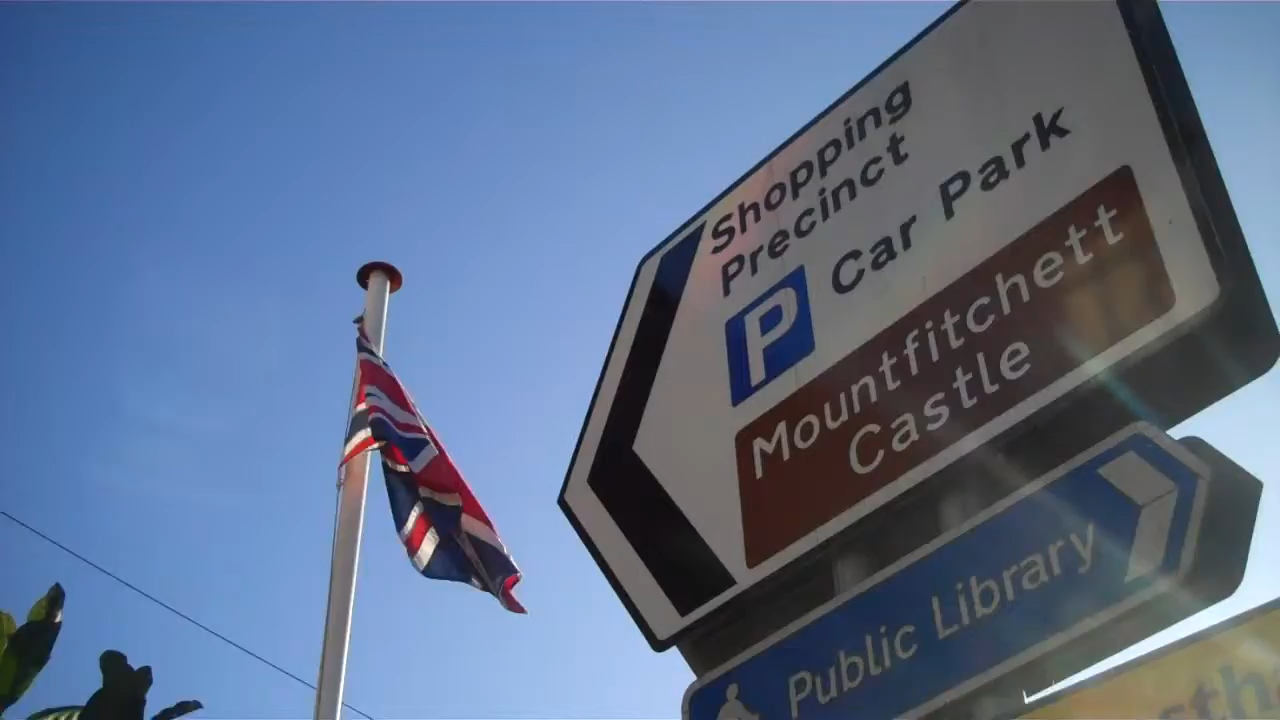 Shopping
Precinct
P Car Park
Mountfitchett
Castle
Public Library